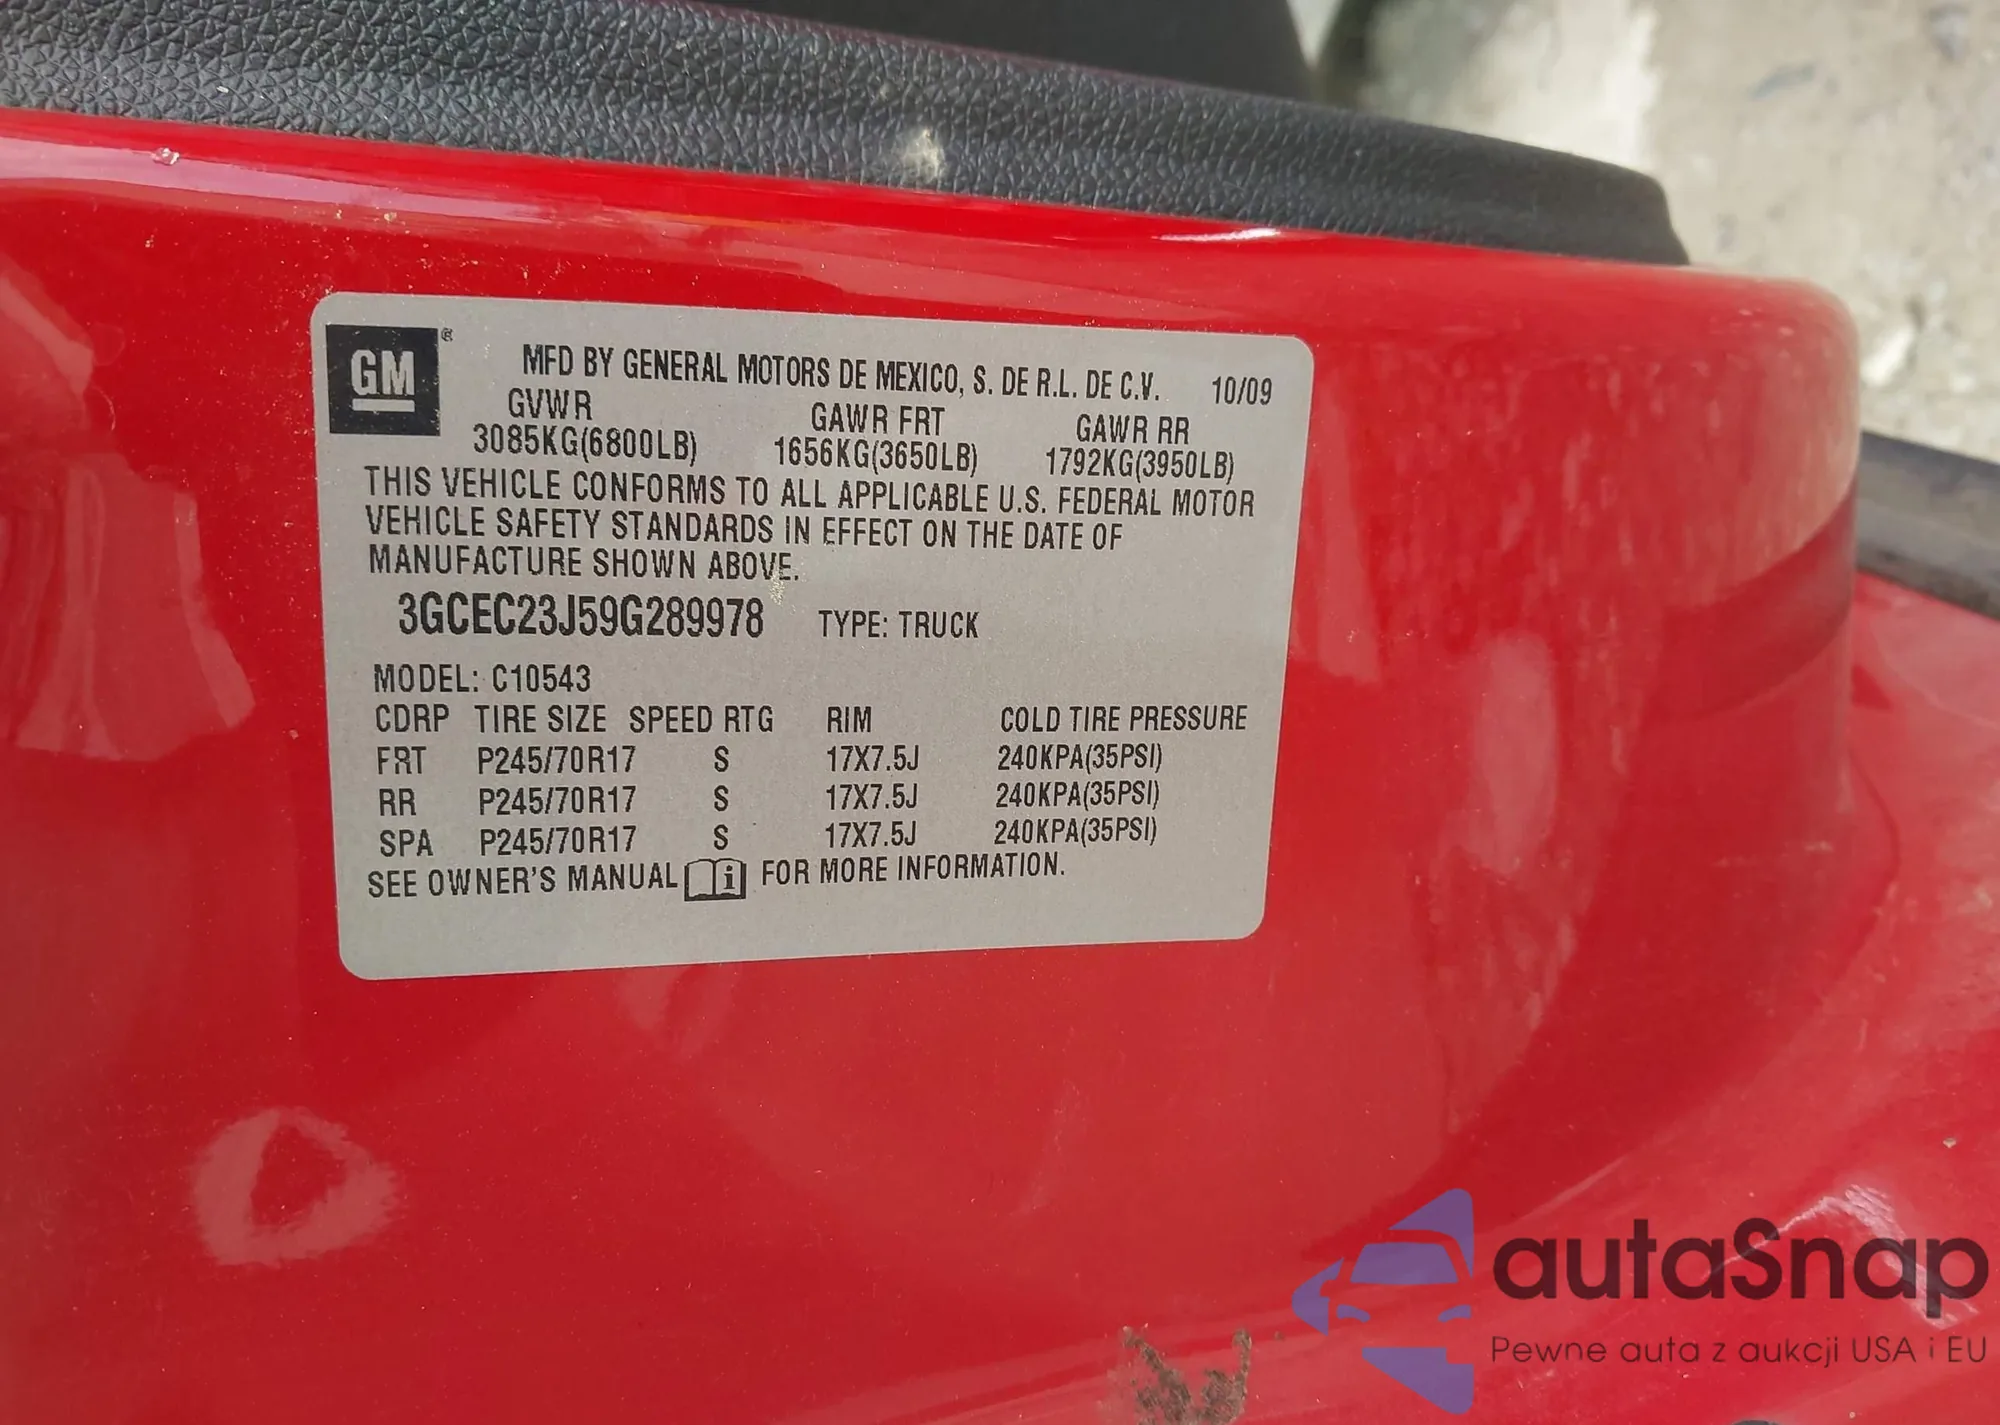 GM ®
MFD BY GENERAL MOTORS DE MEXICO, S. DE R.L. DE C.V. 10/09
GVWR GAWR FRT GAWR RR
3085KG(6800LB) 1656KG(3650LB) 1792KG(3950LB)
THIS VEHICLE CONFORMS TO ALL APPLICABLE U.S. FEDERAL MOTOR
VEHICLE SAFETY STANDARDS IN EFFECT ON THE DATE OF
MANUFACTURE SHOWN ABOVE.
3GCEC23J59G289978 TYPE: TRUCK
MODEL: C10543
CDRP TIRE SIZE SPEED RTG RIM COLD TIRE PRESSURE
FRT P245/70R17 S 17X7.5J 240KPA(35PSI)
RR P245/70R17 S 17X7.5J 240KPA(35PSI)
SPA P245/70R17 S 17X7.5J 240KPA(35PSI)
SEE OWNER'S MANUAL i FOR MORE INFORMATION.
autaSnap
Pewne auta z aukcji USA i EU